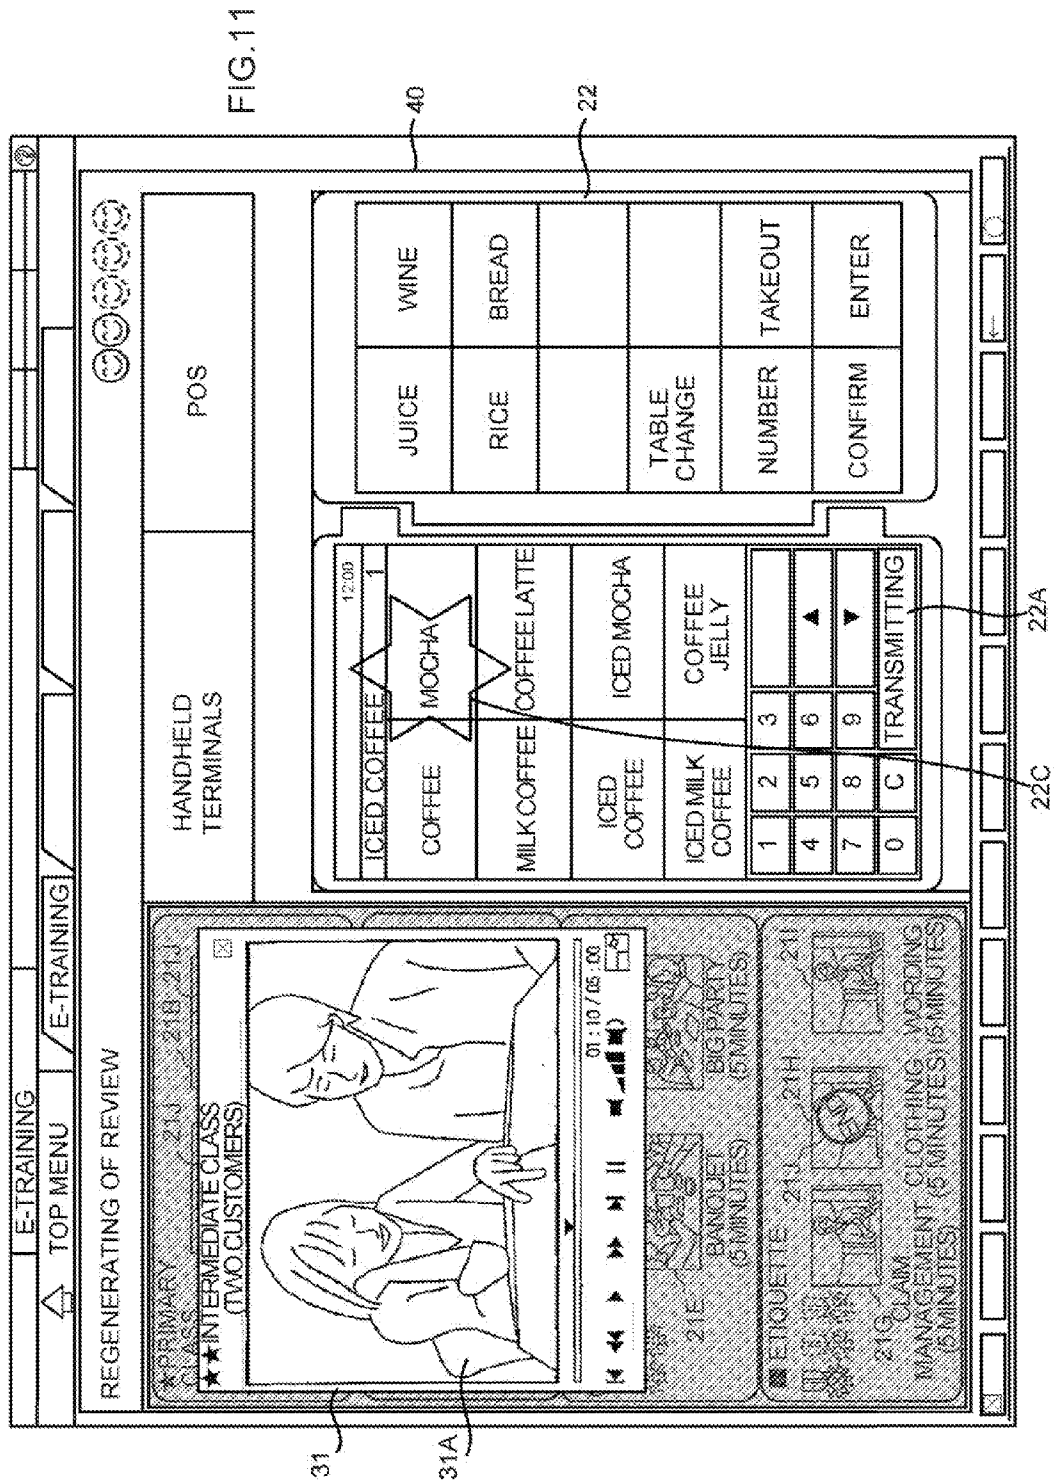 FIG.11
E-TRAINING
TOP MENU
E-TRAINING
REGENERATING OF REVIEW
HANDHELD
TERMINALS
POS
40
★PRIMARY
CLASS
21J
21B
21J
31
★★INTERMEDIATE CLASS
(TWO CUSTOMERS)
31A
01:10 / 05:00
21E
BANQUET
(5 MINUTES)
BIG PARTY
(5 MINUTES)
ETIQUETTE
21J
21H
21I
21G
CLAIM
MANAGEMENT
(5 MINUTES)
CLOTHING
(5 MINUTES)
WORDING
(5 MINUTES)
12:00
ICED COFFEE 1
COFFEE
MOCHA
MILK COFFEE
COFFEE LATTE
ICED
COFFEE
ICED MOCHA
ICED MILK
COFFEE
COFFEE
JELLY
1 2 3
4 5 6 ▲
7 8 9 ▼
0 C TRANSMITTING
22C
22A
22
JUICE
WINE
RICE
BREAD
TABLE
CHANGE
NUMBER
TAKEOUT
CONFIRM
ENTER